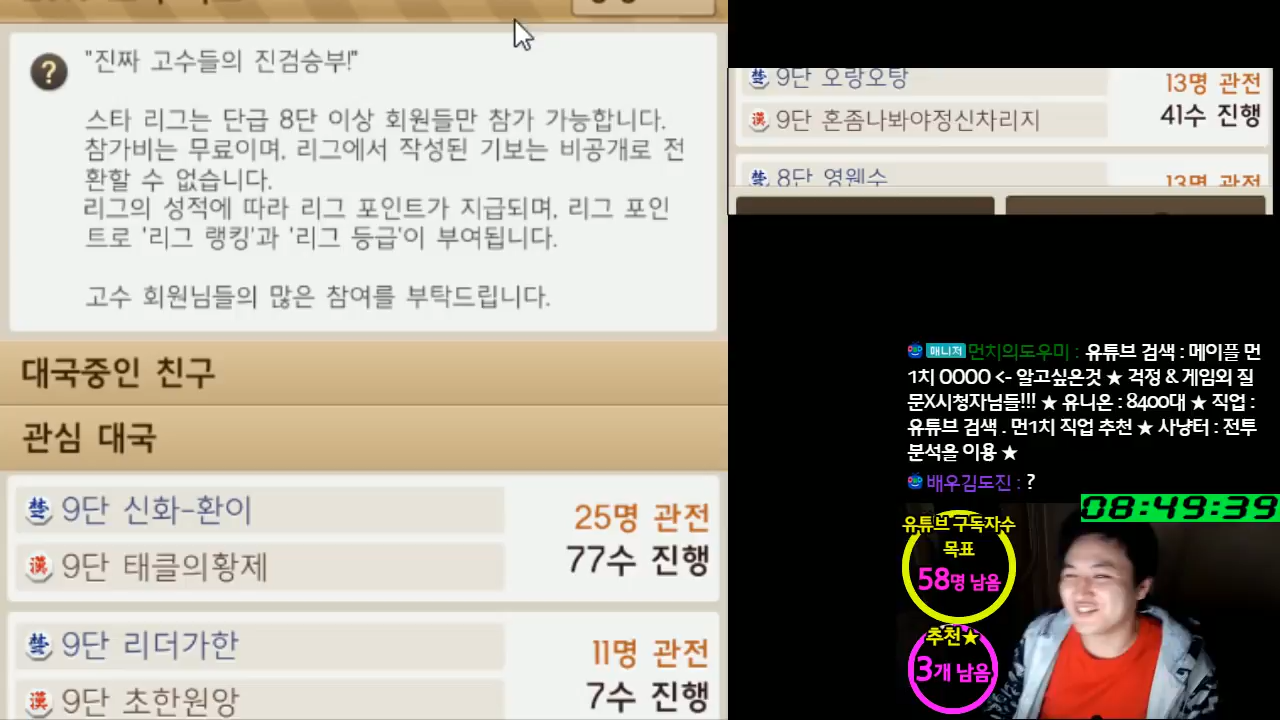 "진짜 고수들의 진검승부!"
스타 리그는 단급 8단 이상 회원들만 참가 가능합니다.
참가비는 무료이며, 리그에서 작성된 기보는 비공개로 전
환할 수 없습니다.
리그의 성적에 따라 리그 포인트가 지급되며, 리그 포인
트로 '리그 랭킹'과 '리그 등급'이 부여됩니다.
고수 회원님들의 많은 참여를 부탁드립니다.
대국중인 친구
관심 대국
楚 9단 신화-환이
25명 관전
漢 9단 태클의황제
77수 진행
楚 9단 리더가한
11명 관전
漢 9단 초한원앙
7수 진행
楚 9단 오랑오탕
13명 관전
漢 9단 혼좀나봐야정신차리지
41수 진행
楚 8단 영웬수
13명 관전
매니저 먼치의도우미 : 유튜브 검색 : 메이플 먼
1치 OOOO <- 알고싶은것 ★ 걱정 & 게임외 질
문X시청자님들!!! ★ 유니온 : 8400대 ★ 직업 :
유튜브 검색 . 먼1치 직업 추천 ★ 사냥터 : 전투
분석을 이용 ★
배우김도진 : ?
08:49:39
유튜브 구독자수
목표
58명 남음
추천★
3개 남음